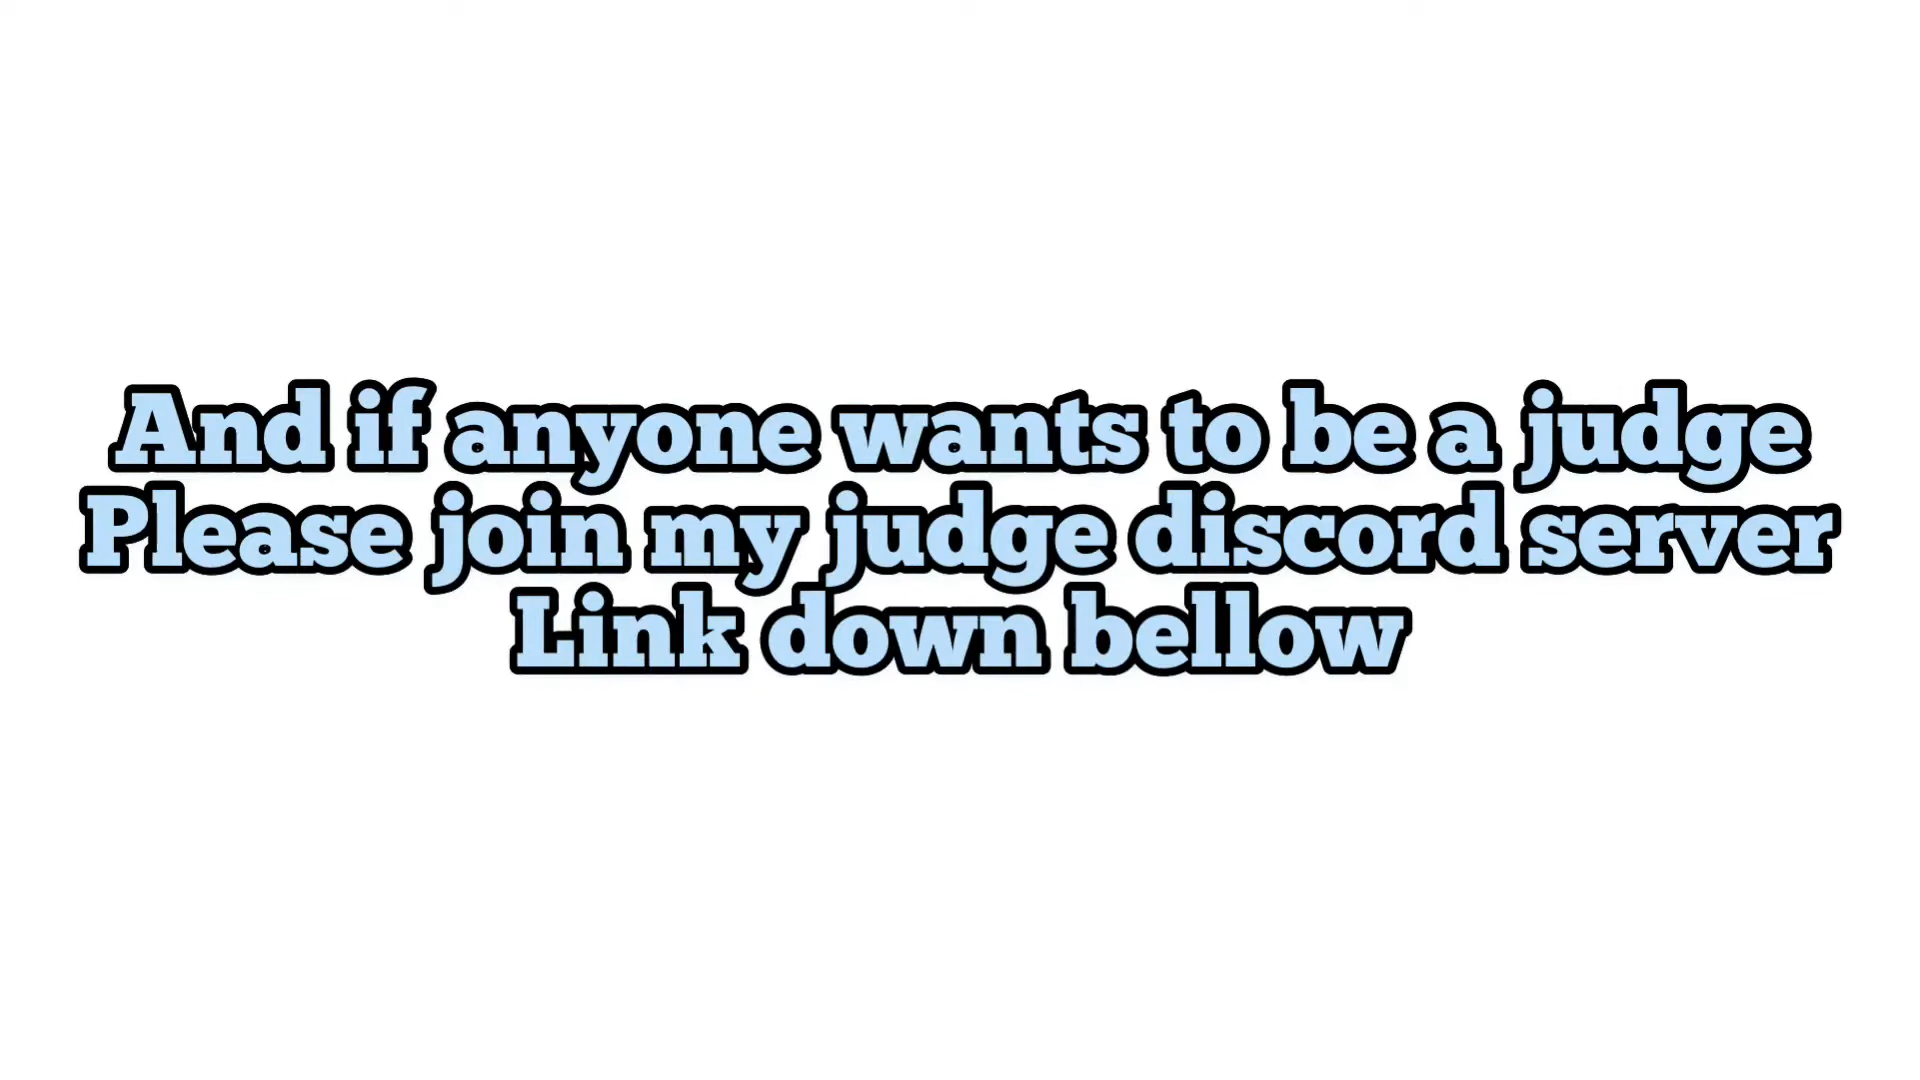 And if anyone wants to be a judge
Please join my judge discord server
Link down bellow